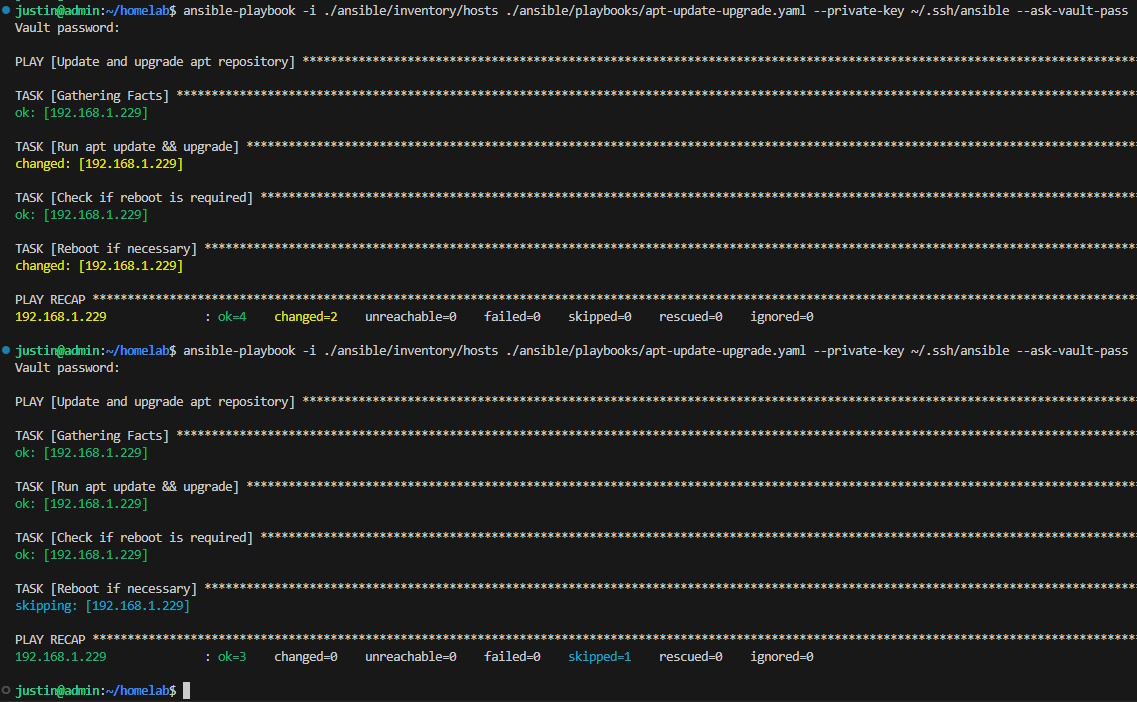 justin@admin:~/homelab$ ansible-playbook -i ./ansible/inventory/hosts ./ansible/playbooks/apt-update-upgrade.yaml --private-key ~/.ssh/ansible --ask-vault-pass
Vault password:
PLAY [Update and upgrade apt repository] ***********************************************************************************************************************
TASK [Gathering Facts] *****************************************************************************************************************************************
ok: [192.168.1.229]
TASK [Run apt update && upgrade] *******************************************************************************************************************************
changed: [192.168.1.229]
TASK [Check if reboot is required] *****************************************************************************************************************************
ok: [192.168.1.229]
TASK [Reboot if necessary] *************************************************************************************************************************************
changed: [192.168.1.229]
PLAY RECAP *****************************************************************************************************************************************************
192.168.1.229              : ok=4    changed=2    unreachable=0    failed=0    skipped=0    rescued=0    ignored=0
justin@admin:~/homelab$ ansible-playbook -i ./ansible/inventory/hosts ./ansible/playbooks/apt-update-upgrade.yaml --private-key ~/.ssh/ansible --ask-vault-pass
Vault password:
PLAY [Update and upgrade apt repository] ***********************************************************************************************************************
TASK [Gathering Facts] *****************************************************************************************************************************************
ok: [192.168.1.229]
TASK [Run apt update && upgrade] *******************************************************************************************************************************
ok: [192.168.1.229]
TASK [Check if reboot is required] *****************************************************************************************************************************
ok: [192.168.1.229]
TASK [Reboot if necessary] *************************************************************************************************************************************
skipping: [192.168.1.229]
PLAY RECAP *****************************************************************************************************************************************************
192.168.1.229              : ok=3    changed=0    unreachable=0    failed=0    skipped=1    rescued=0    ignored=0
justin@admin:~/homelab$